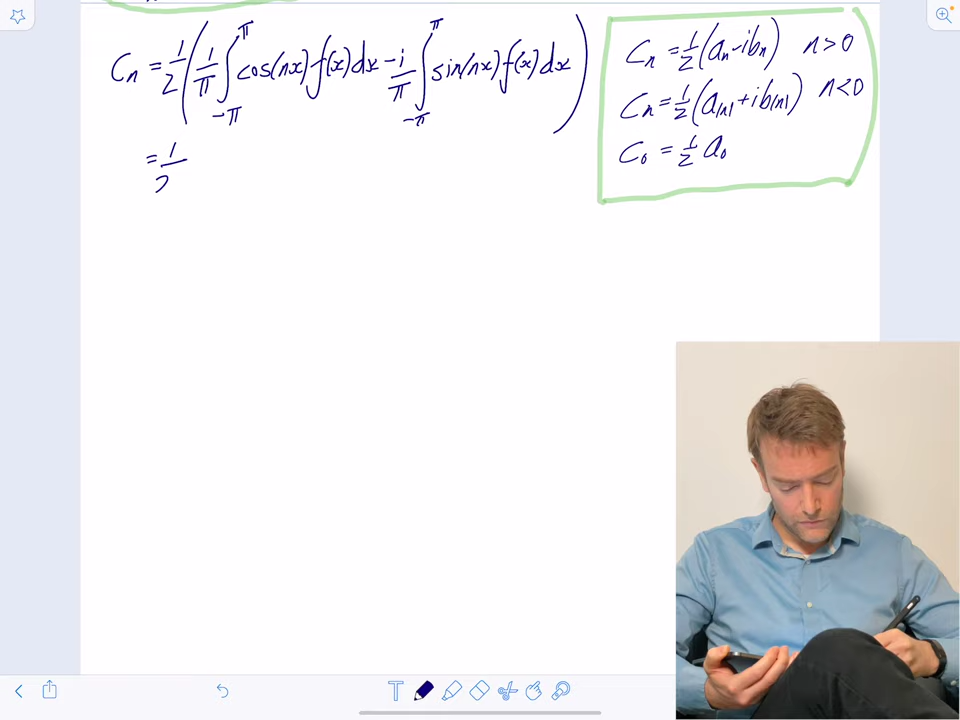 Cn = 1/2 ( 1/π ∫_{-π}^{π} cos(nx) f(x) dx - i/π ∫_{-π}^{π} sin(nx) f(x) dx )
= 1/2
Cn = 1/2 (an - ibn) n > 0
Cn = 1/2 (a|n| + ib|n|) n < 0
C0 = 1/2 a0